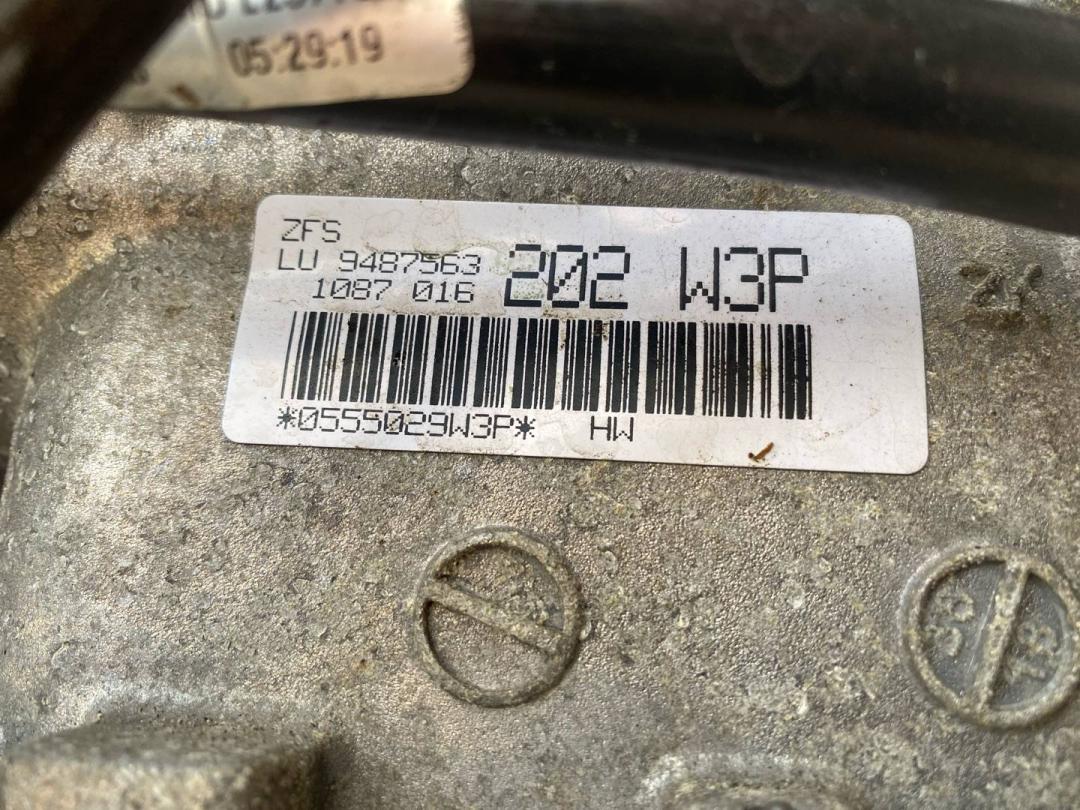 05:29:19
ZFS
LU 9487563 202 W3P
1087 016
*0555029W3P* HW